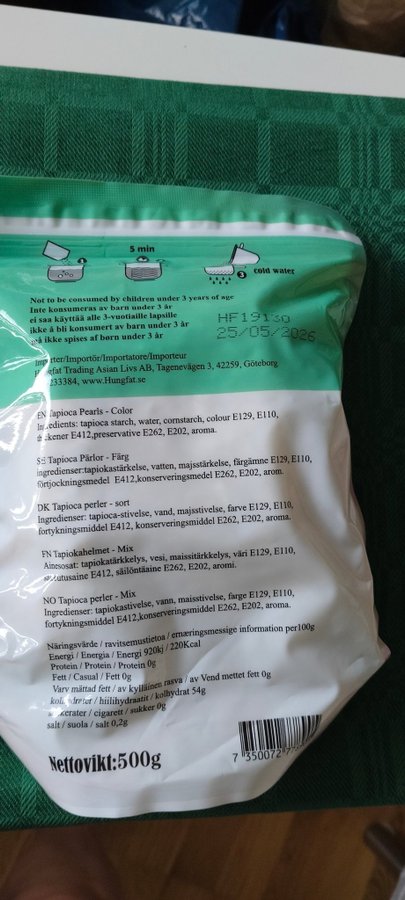 5 min
3 cold water
Not to be consumed by children under 3 years of age
Inte konsumeras av barn under 3 år
ei saa käyttää alle 3-vuotiaille lapsille
ikke å bli konsumert av barn under 3 år
må ikke spises af børn under 3 år
HF19130
25/05/2026
Importer/Importör/Importatore/Importeur
Hungfat Trading Asian Livs AB, Tagenevägen 3, 42259, Göteborg
233384, www.Hungfat.se
EN Tapioca Pearls - Color
Ingredients: tapioca starch, water, cornstarch, colour E129, E110,
thickener E412,preservative E262, E202, aroma.
SE Tapioca Pärlor - Färg
ingredienser:tapiokastärkelse, vatten, majsstärkelse, färgämne E129, E110,
förtjockningsmedel E412,konserveringsmedel E262, E202, arom.
DK Tapioca perler - sort
Ingredienser: tapioca-stivelse, vand, majsstivelse, farve E129, E110,
fortykningsmiddel E412, konserveringsmiddel E262, E202, aroma.
FN Tapiokahelmet - Mix
Ainesosat: tapiokatärkkelys, vesi, maissitärkkelys, väri E129, E110,
E412, säilöntäaine E262, E202, aromi.
NO Tapioca perler - Mix
Ingredienser: tapiokastivelse, vann, maisstivelse, farge E129, E110,
fortykningsmiddel E412,konserveringsmiddel E262, E202, aroma.
Näringsvärde / ravitsemustietoa / ernæringsmessige information per100g
Energi / Energia / Energi 920kj / 220Kcal
Protein / Protein / Protein 0g
Fett / Casual / Fett 0g
Varv mättad fett / av kylläinen rasva / av Vend mettet fett 0g
kolhydrater / hiilihydraatit / kolhydrat 54g
sockerater / cigarett / sukker 0g
salt / suola / salt 0,2g
Nettovikt:500g
7 350072